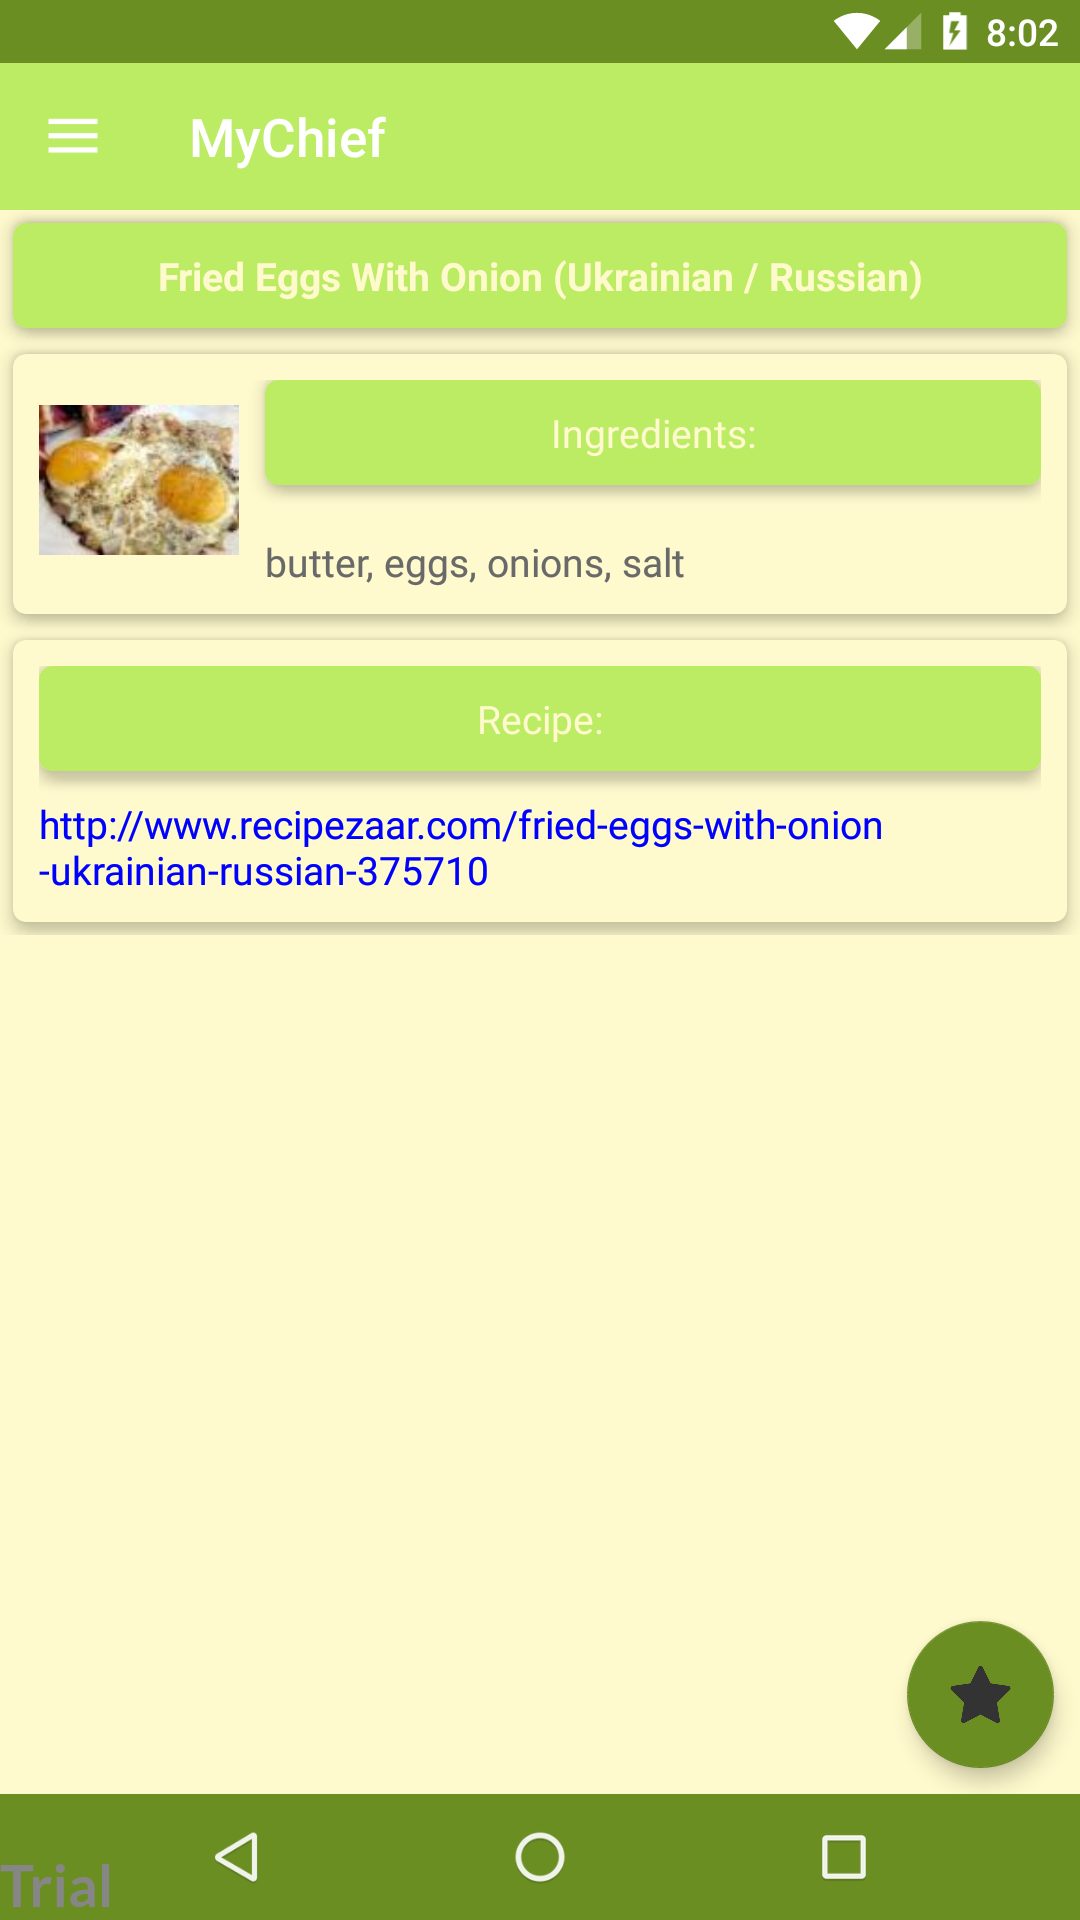 8:02
MyChief
Fried Eggs With Onion (Ukrainian / Russian)
Ingredients:
butter, eggs, onions, salt
Recipe:
http://www.recipezaar.com/fried-eggs-with-onion
-ukrainian-russian-375710
Trial